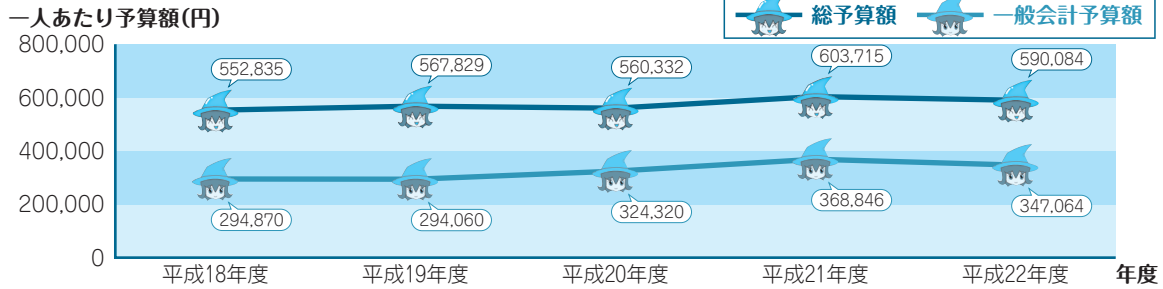 一人あたり予算額(円)
総予算額 一般会計予算額
800,000
600,000
400,000
200,000
0
552,835 567,829 560,332 603,715 590,084
294,870 294,060 324,320 368,846 347,064
平成18年度 平成19年度 平成20年度 平成21年度 平成22年度 年度